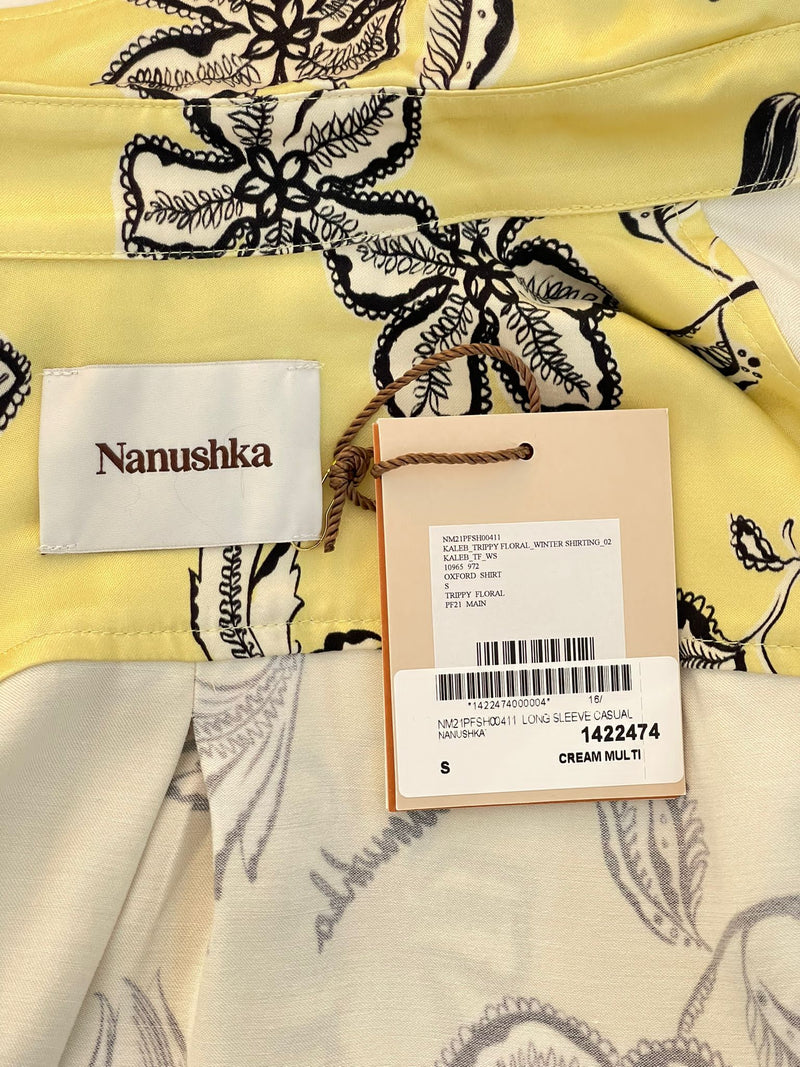 Nanushka
NM21PFSH00411
KALEB_TRIPPY FLORAL_WINTER SHIRTING_02
KALEB_TF_WS
10965 972
OXFORD SHIRT
S
TRIPPY FLORAL
PF21 MAIN
*1422474000004* 16/
NM21PFSH00411 LONG SLEEVE CASUAL
NANUSHKA
1422474
S CREAM MULTI